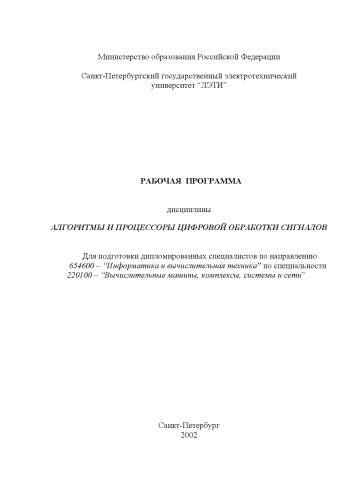 Министерство образования Российской Федерации
Санкт-Петербургский государственный электротехнический
университет “ЛЭТИ”
РАБОЧАЯ ПРОГРАММА
дисциплины
АЛГОРИТМЫ И ПРОЦЕССОРЫ ЦИФРОВОЙ ОБРАБОТКИ СИГНАЛОВ
Для подготовки дипломированных специалистов по направлению
654600 – “Информатика и вычислительная техника” по специальности
220100 – “Вычислительные машины, комплексы, системы и сети”
Санкт-Петербург
2002